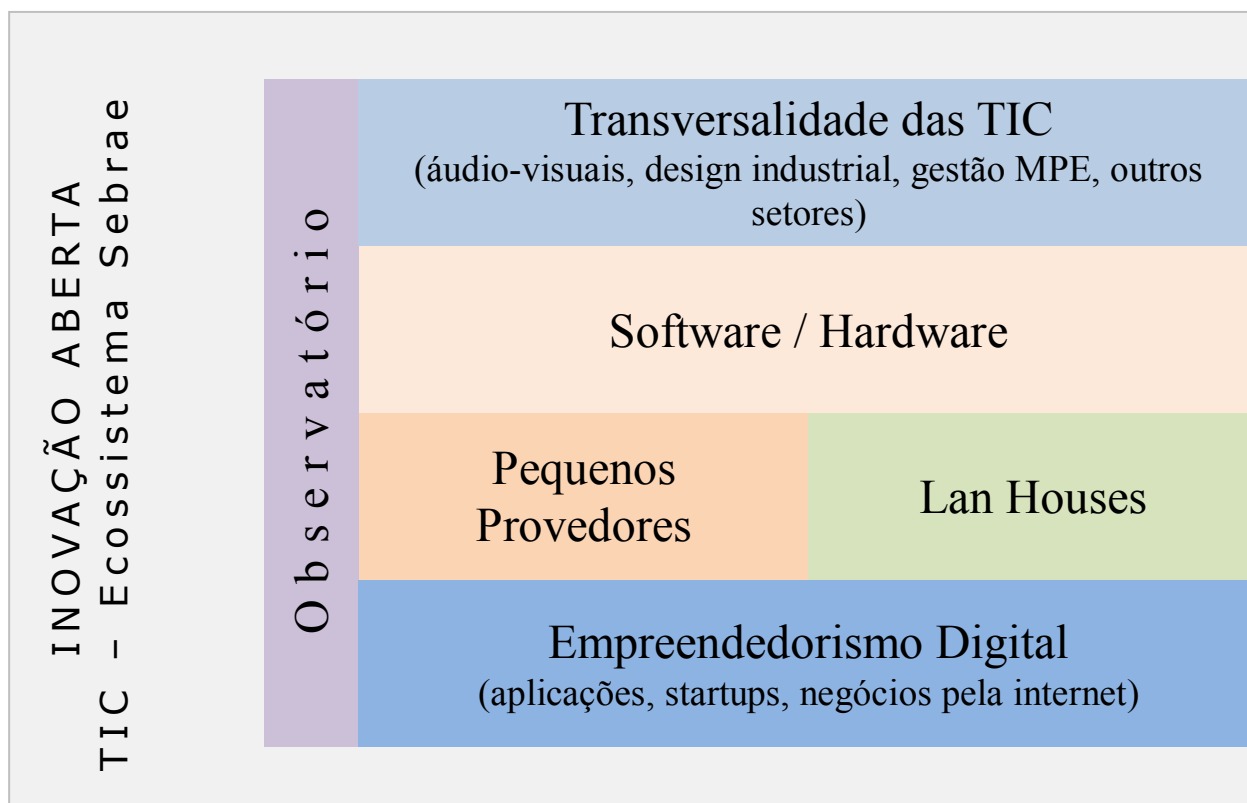 INOVAÇÃO ABERTA
TIC – Ecossistema Sebrae
Observatório
Transversalidade das TIC
(áudio-visuais, design industrial, gestão MPE, outros
setores)
Software / Hardware
Pequenos
Provedores
Lan Houses
Empreendedorismo Digital
(aplicações, startups, negócios pela internet)